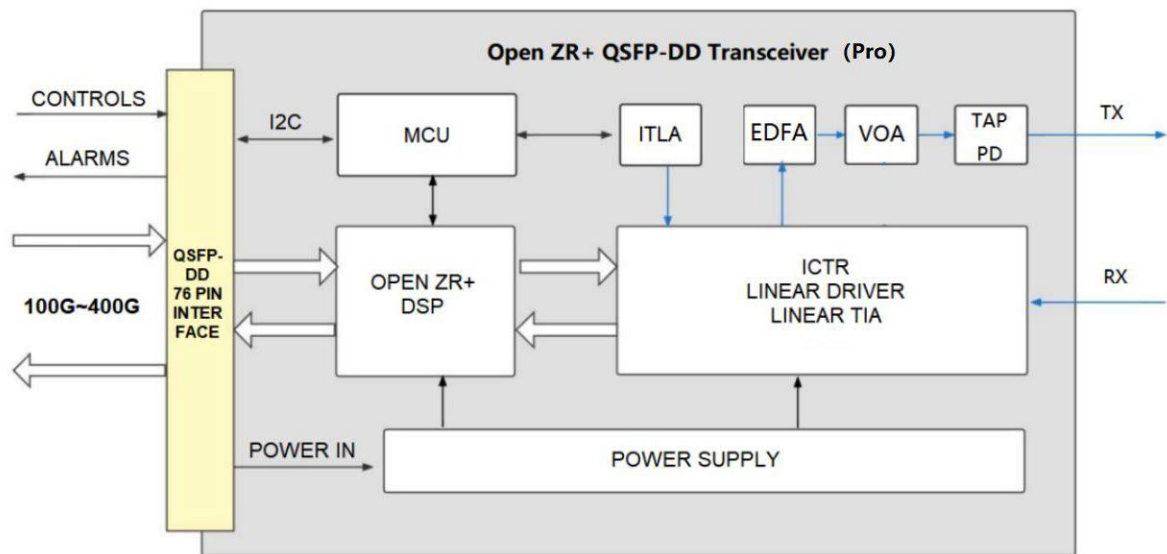 Open ZR+ QSFP-DD Transceiver (Pro)
CONTROLS
ALARMS
100G~400G
QSFP-
DD
76 PIN
INTER
FACE
I2C
MCU
ITLA
EDFA
VOA
TAP
PD
TX
OPEN ZR+
DSP
ICTR
LINEAR DRIVER
LINEAR TIA
RX
POWER IN
POWER SUPPLY